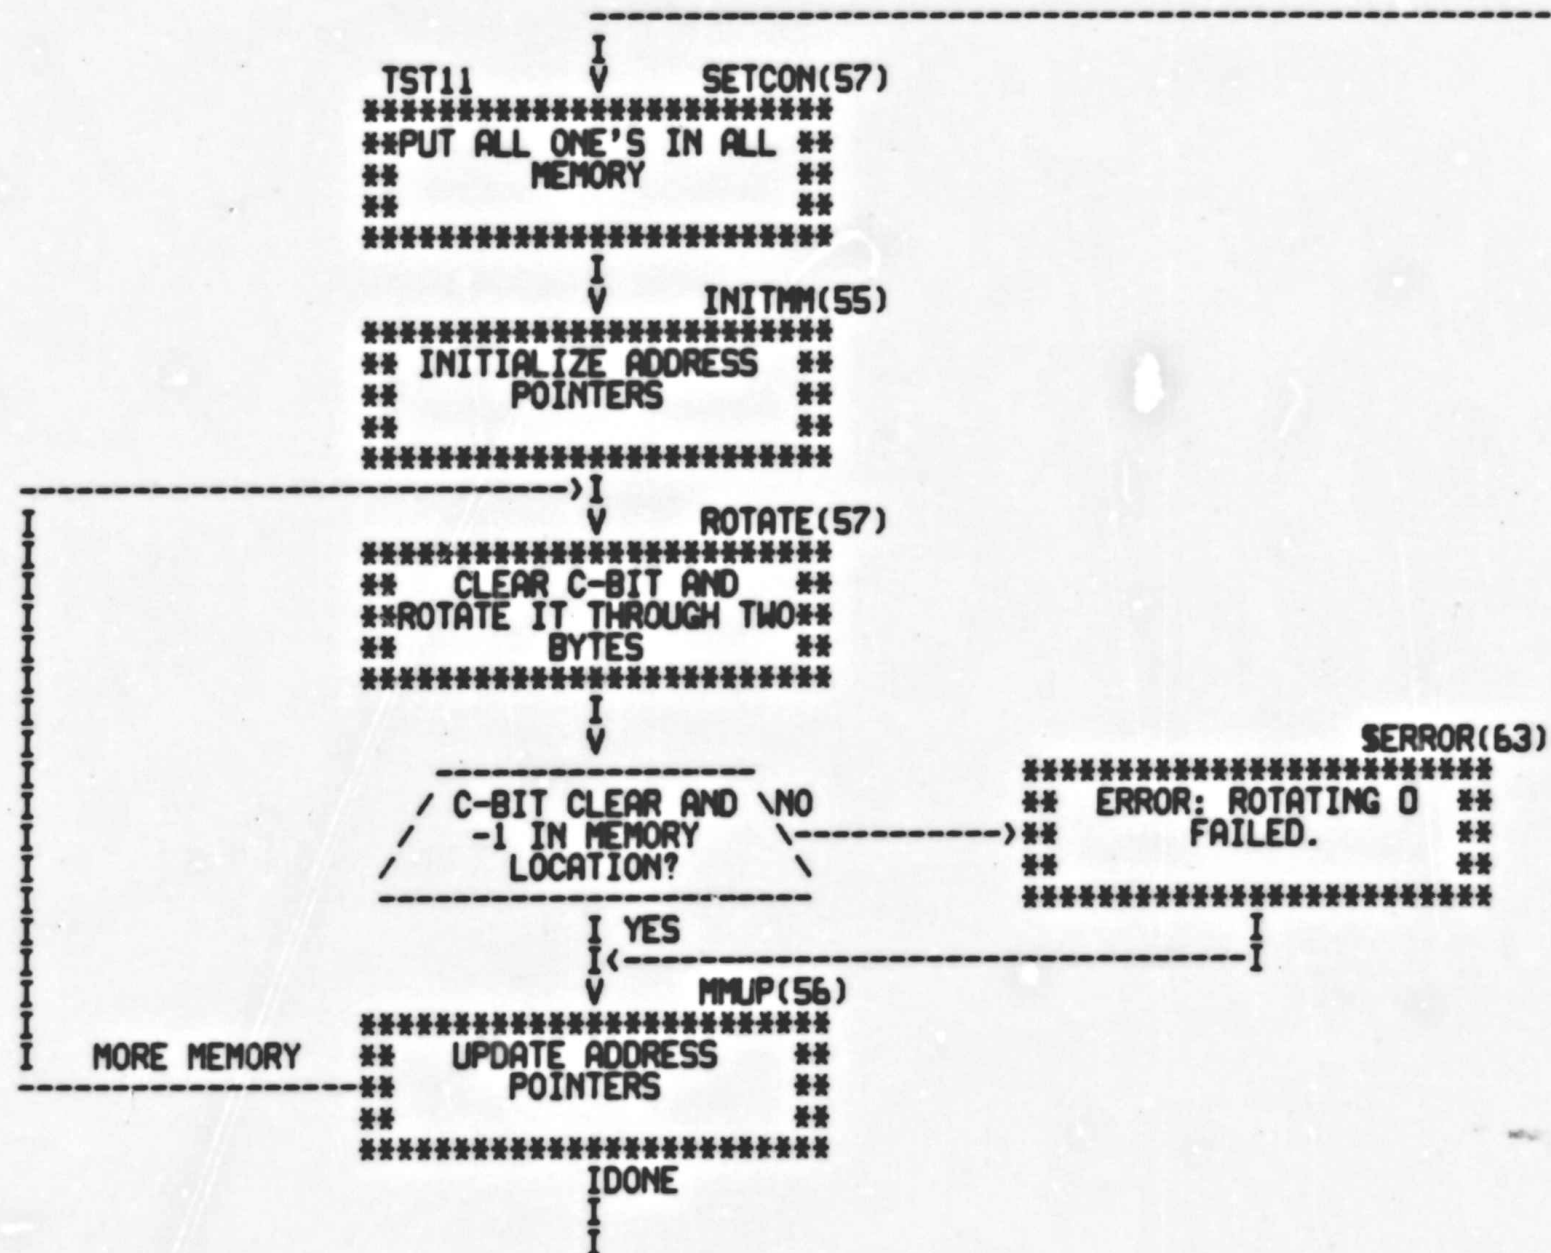 TST11 SETCON(57)
PUT ALL ONE'S IN ALL
MEMORY
INITMM(55)
INITIALIZE ADDRESS
POINTERS
ROTATE(57)
CLEAR C-BIT AND
ROTATE IT THROUGH TWO
BYTES
$ERROR(63)
C-BIT CLEAR AND NO
-1 IN MEMORY
LOCATION?
ERROR: ROTATING 0
FAILED.
YES
MMUP(56)
MORE MEMORY
UPDATE ADDRESS
POINTERS
DONE